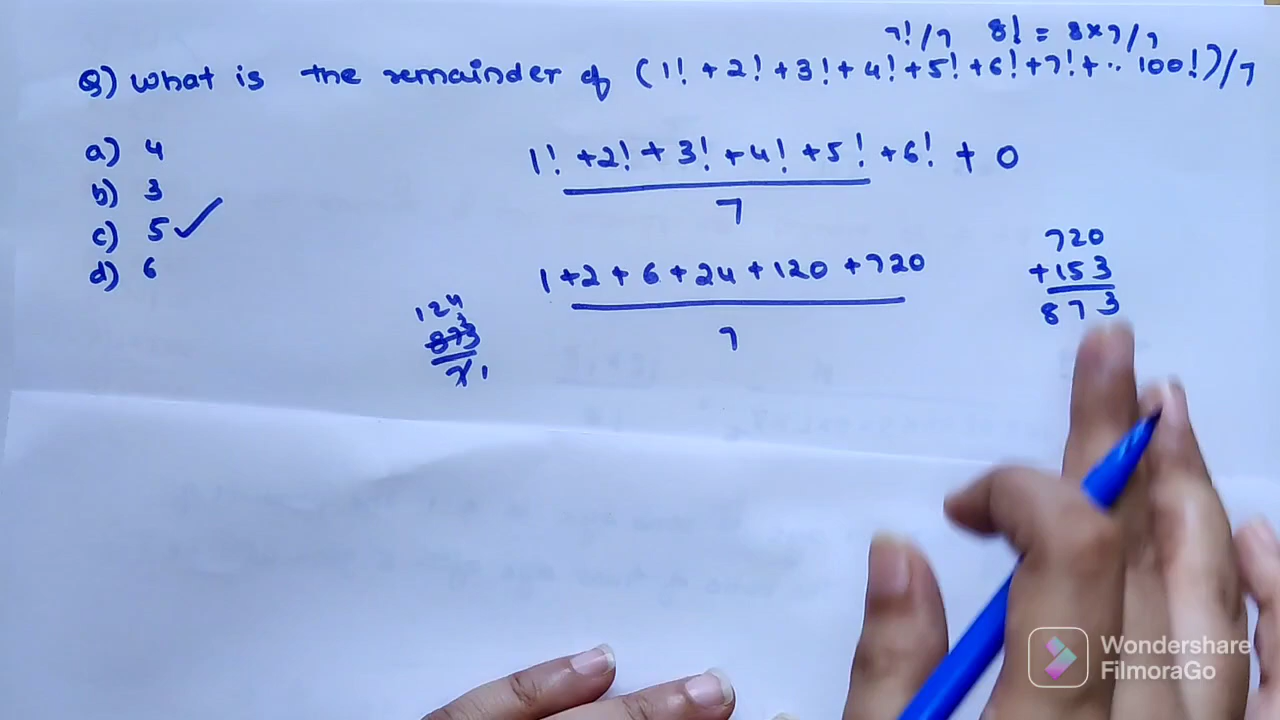 7!/7 8! = 8×7/7
Q) What is the remainder of (1! + 2! + 3! + 4! + 5! + 6! + 7! + .. 100!)/7
a) 4
b) 3
c) 5 ✓
d) 6
1! + 2! + 3! + 4! + 5! + 6! + 0
7
1 + 2 + 6 + 24 + 120 + 720
7
720
+153
873
124
873
7
Wondershare
FilmoraGo